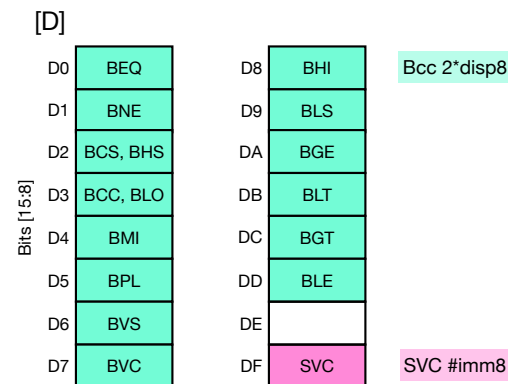 [D]
D0 BEQ D8 BHI Bcc 2*disp8
D1 BNE D9 BLS
D2 BCS, BHS DA BGE
D3 BCC, BLO DB BLT
D4 BMI DC BGT
D5 BPL DD BLE
D6 BVS DE
D7 BVC DF SVC SVC #imm8
Bits [15:8]